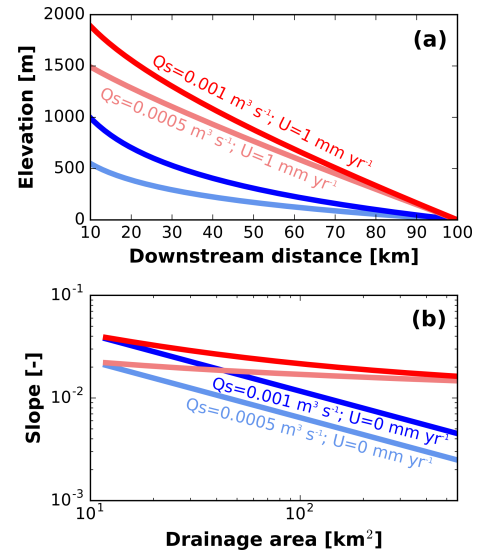 (a)
2000
1500
1000
500
0
Elevation [m]
Qs=0.001 m³ s⁻¹; U=1 mm yr⁻¹
Qs=0.0005 m³ s⁻¹; U=1 mm yr⁻¹
10 20 30 40 50 60 70 80 90 100
Downstream distance [km]
(b)
10⁻¹
10⁻²
10⁻³
Slope [-]
Qs=0.001 m³ s⁻¹; U=0 mm yr⁻¹
Qs=0.0005 m³ s⁻¹; U=0 mm yr⁻¹
10¹ 10²
Drainage area [km²]